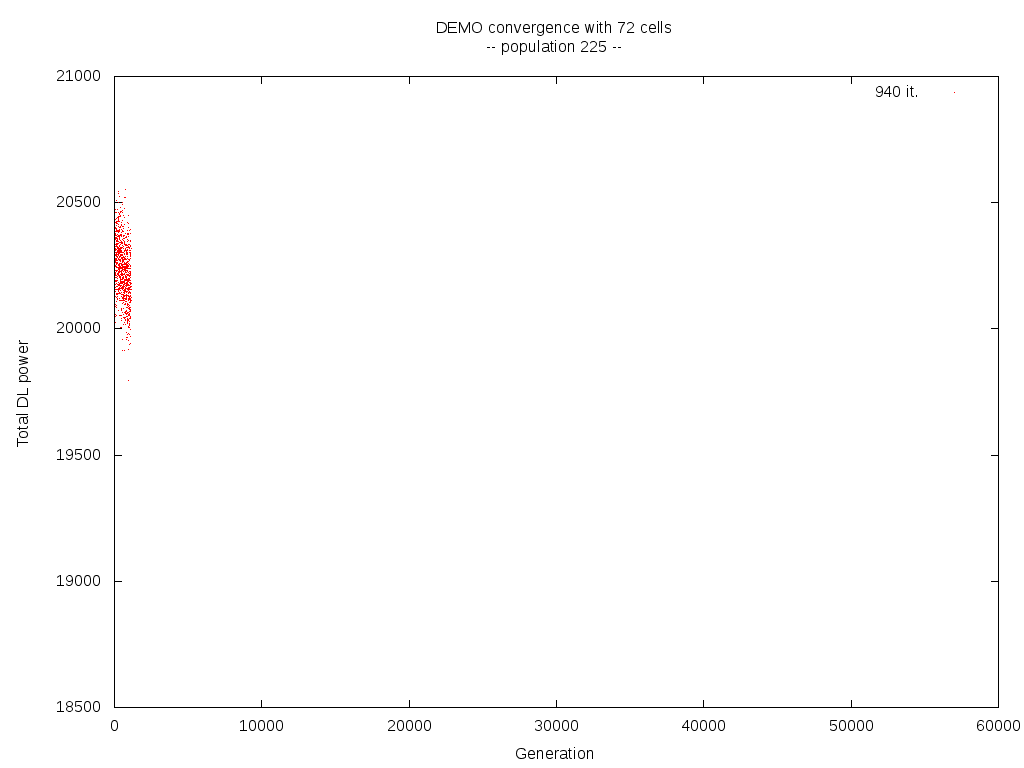 DEMO convergence with 72 cells
-- population 225 --
21000
940 it.
20500
20000
Total DL power
19500
19000
18500
0 10000 20000 30000 40000 50000 60000
Generation